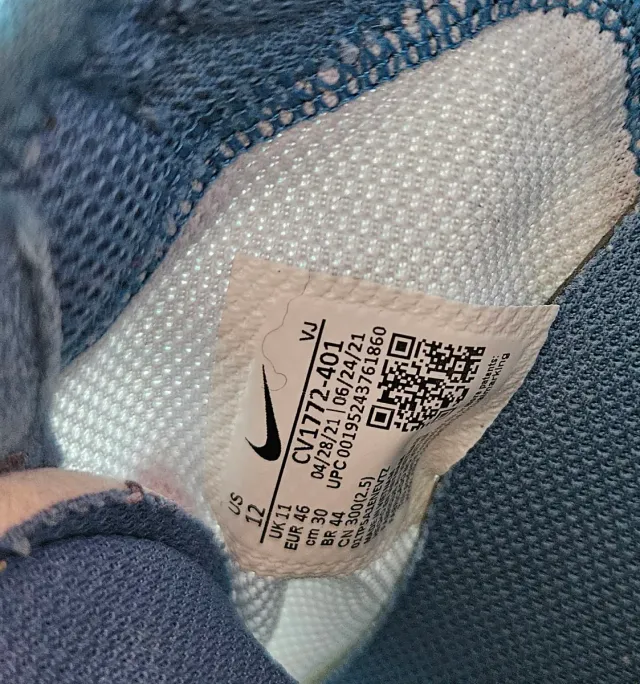 VJ
CV1772-401
04/28/21 | 06/24/21
UPC 00195243761860
US
12
UK 11
EUR 46
cm 30
BR 44
CN 300(2.5)
patents: